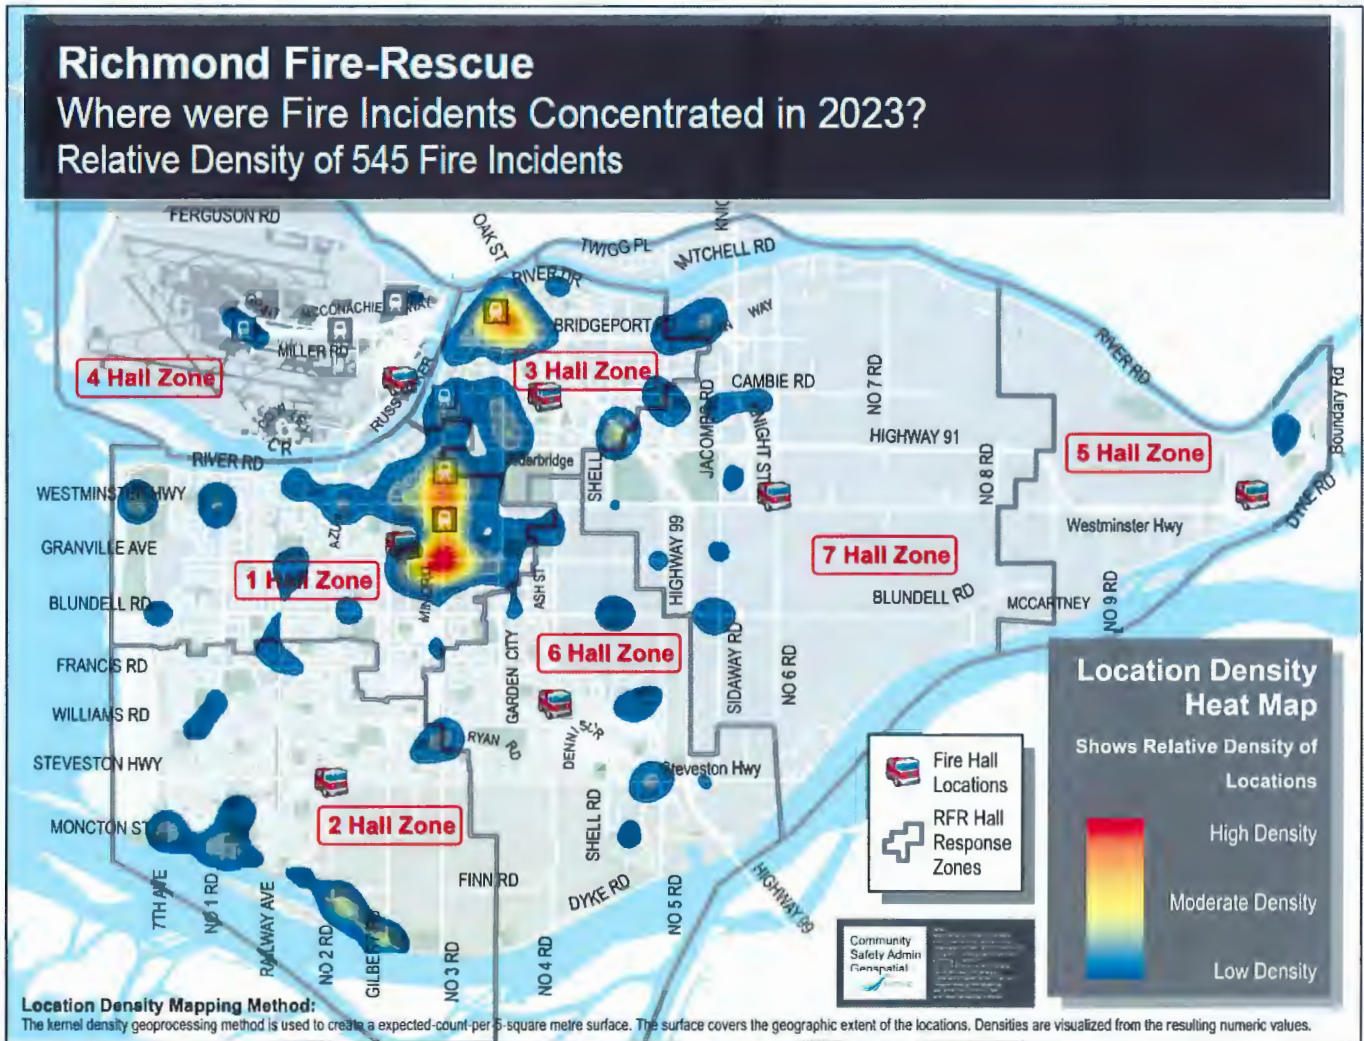 Richmond Fire-Rescue
Where were Fire Incidents Concentrated in 2023?
Relative Density of 545 Fire Incidents
FERGUSON RD
OAK ST
TWIGG PL
MITCHELL RD
RIVER DR
MCCONACHIE WAY
BRIDGEPORT
WAY
MILLER RD
RIVER RD
4 Hall Zone
3 Hall Zone
CAMBIE RD
NO 7 RD
Boundary Rd
JACOMBS RD
HIGHWAY 91
CR
RIVER RD
5 Hall Zone
NO 8 RD
SHELL
WESTMINSTER HWY
DYKE RD
Westminster Hwy
GRANVILLE AVE
HIGHWAY 99
7 Hall Zone
1 Hall Zone
ASH ST
BLUNDELL RD
BLUNDELL RD
MCCARTNEY
NO 9 RD
6 Hall Zone
FRANCIS RD
GARDEN CITY
SIDAWAY RD
NO 6 RD
WILLIAMS RD
RYAN RD
STEVESTON HWY
Steveston Hwy
2 Hall Zone
MONCTON ST
SHELL RD
FINN RD
DYKE RD
HIGHWAY 99
7TH AVE
NO 1 RD
RAILWAY AVE
NO 2 RD
NO 3 RD
NO 4 RD
NO 5 RD
Fire Hall
Locations
RFR Hall
Response
Zones
Location Density
Heat Map
Shows Relative Density of
Locations
High Density
Moderate Density
Low Density
Community
Safety Admin
Geospatial
Location Density Mapping Method:
The kernel density geoprocessing method is used to create a expected-count-per-5-square metre surface. The surface covers the geographic extent of the locations. Densities are visualized from the resulting numeric values.